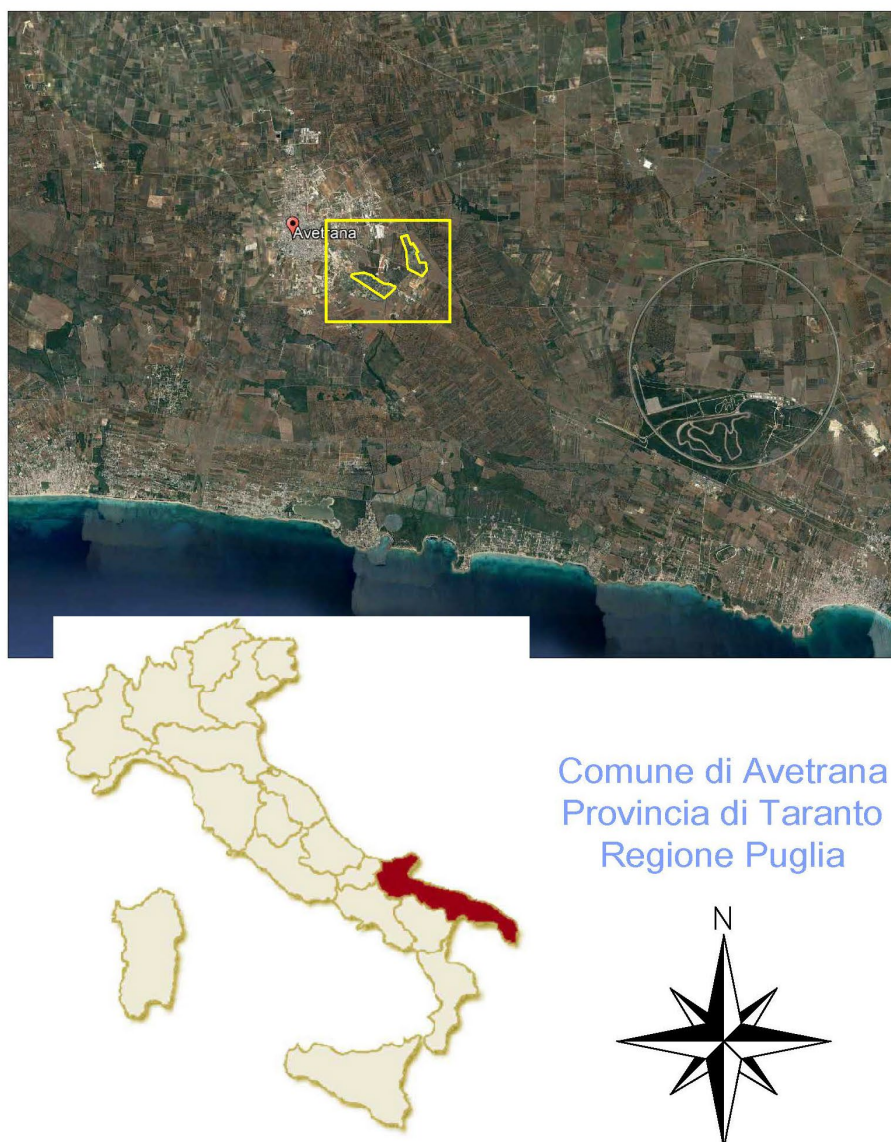 Avetrana
Comune di Avetrana
Provincia di Taranto
Regione Puglia
N